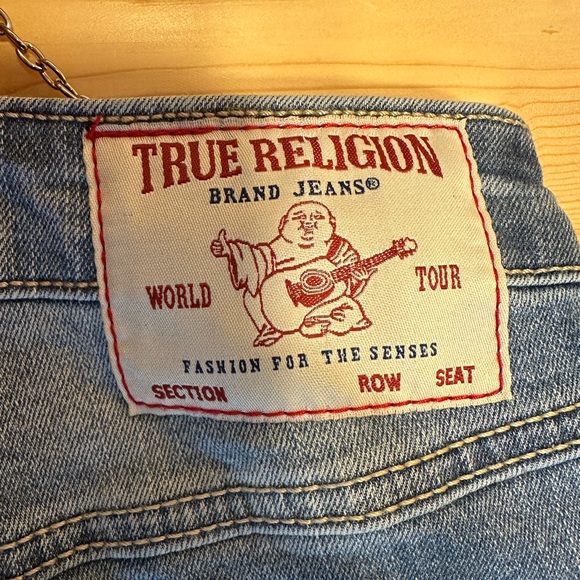 TRUE RELIGION
BRAND JEANS®
WORLD TOUR
FASHION FOR THE SENSES
SECTION ROW SEAT